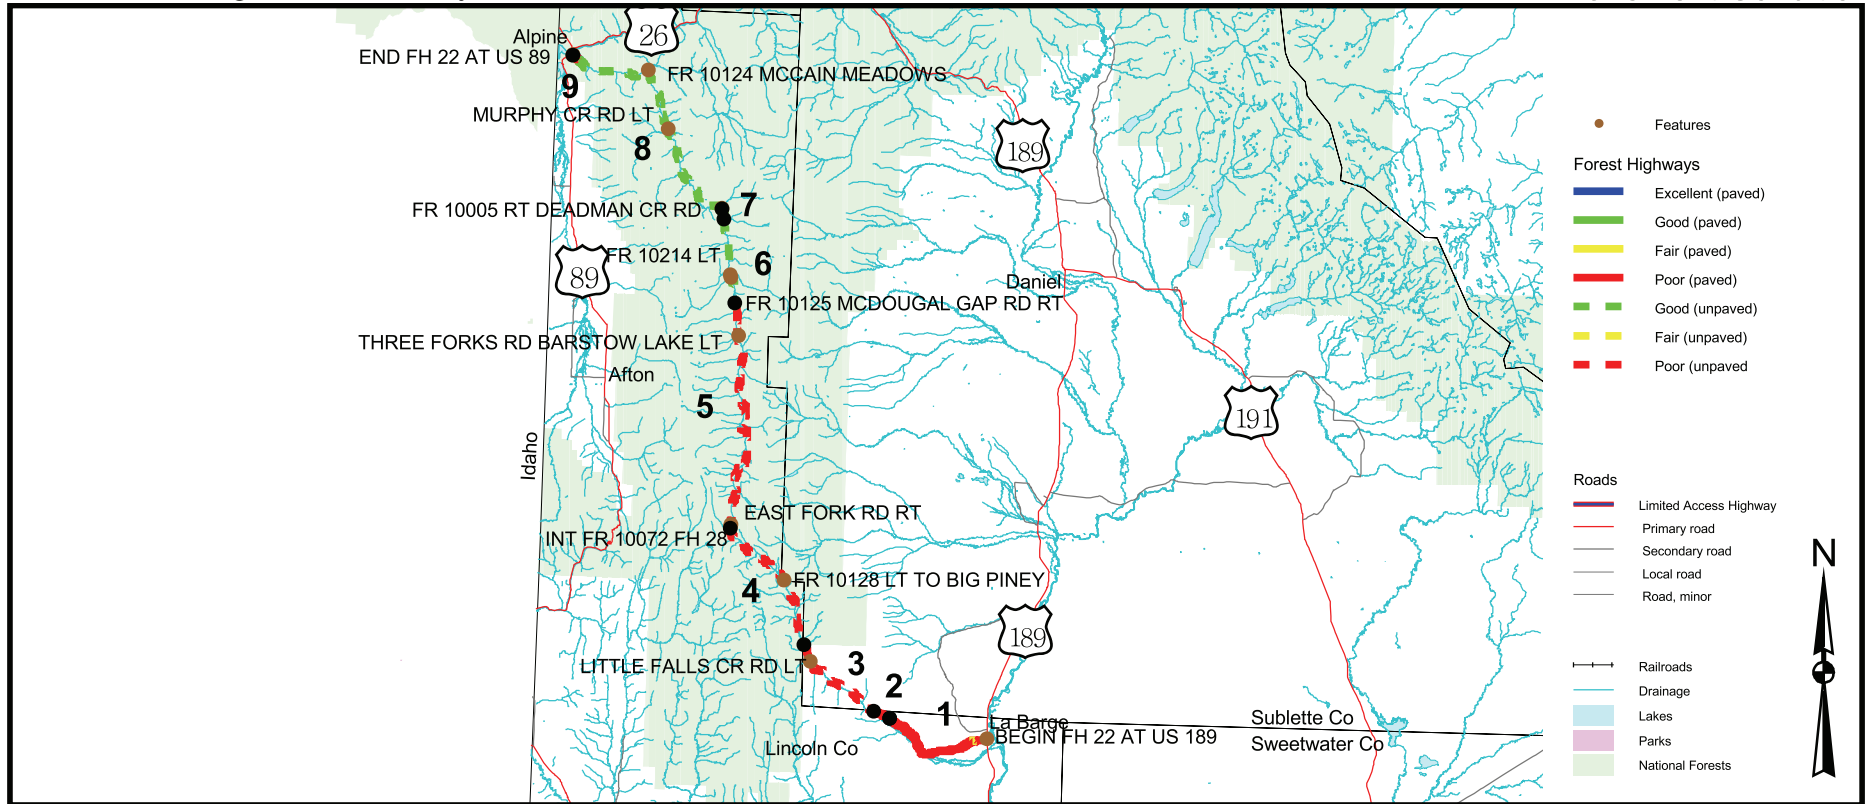 26
Alpine
END FH 22 AT US 89
9
FR 10124 MCCAIN MEADOWS
MURPHY CR RD LT
8
189
7
FR 10005 RT DEADMAN CR RD
FR 10214 LT
6
89
Daniel
FR 10125 MCDOUGAL GAP RD RT
THREE FORKS RD BARSTOW LAKE LT
Afton
5
191
Idaho
EAST FORK RD RT
INT FR 10072 FH 28
FR 10128 LT TO BIG PINEY
4
189
LITTLE FALLS CR RD LT
3
2
1
La Barge
BEGIN FH 22 AT US 189
Lincoln Co
Sublette Co
Sweetwater Co
Features
Forest Highways
Excellent (paved)
Good (paved)
Fair (paved)
Poor (paved)
Good (unpaved)
Fair (unpaved)
Poor (unpaved
Roads
Limited Access Highway
Primary road
Secondary road
Local road
Road, minor
Railroads
Drainage
Lakes
Parks
National Forests
N